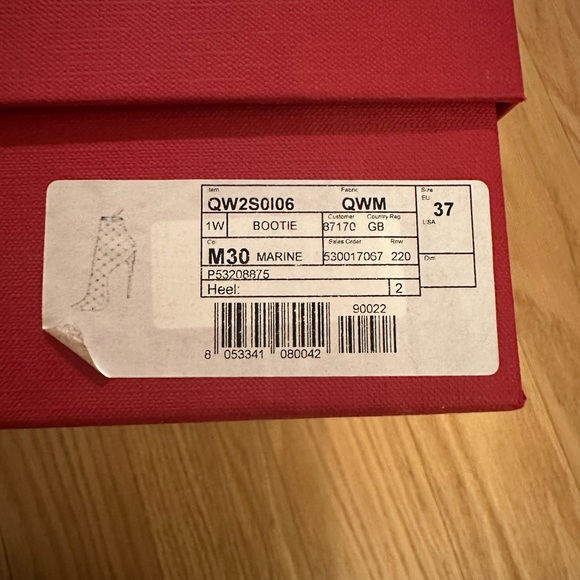 Item Fabric Size
QW2S0I06 QWM EU 37
1W BOOTIE Customer 87170 Country Reg GB USA
Col M30 MARINE Sales Order 530017067 Row 220 Dim
P53208875
Heel: 2
90022
8 053341 080042